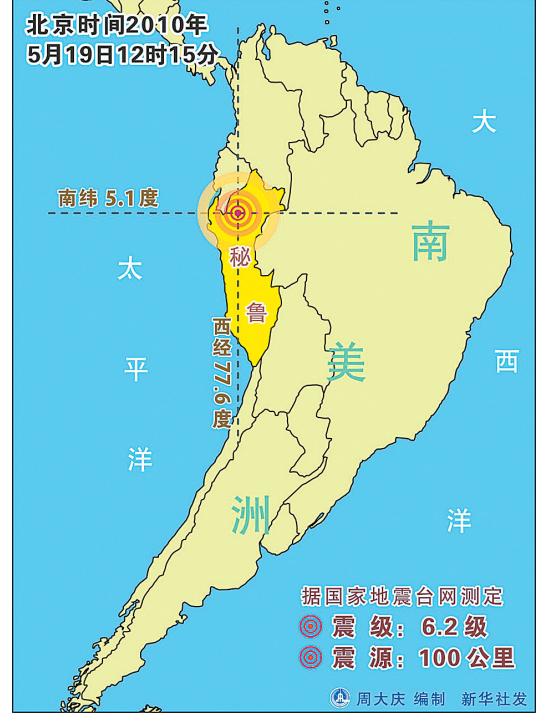 北京时间2010年
5月19日12时15分
南纬 5.1度
西经77.6度
秘鲁
南美洲
太平洋
大西洋
据国家地震台网测定
震 级：6.2级
震 源：100公里
周大庆 编制 新华社发